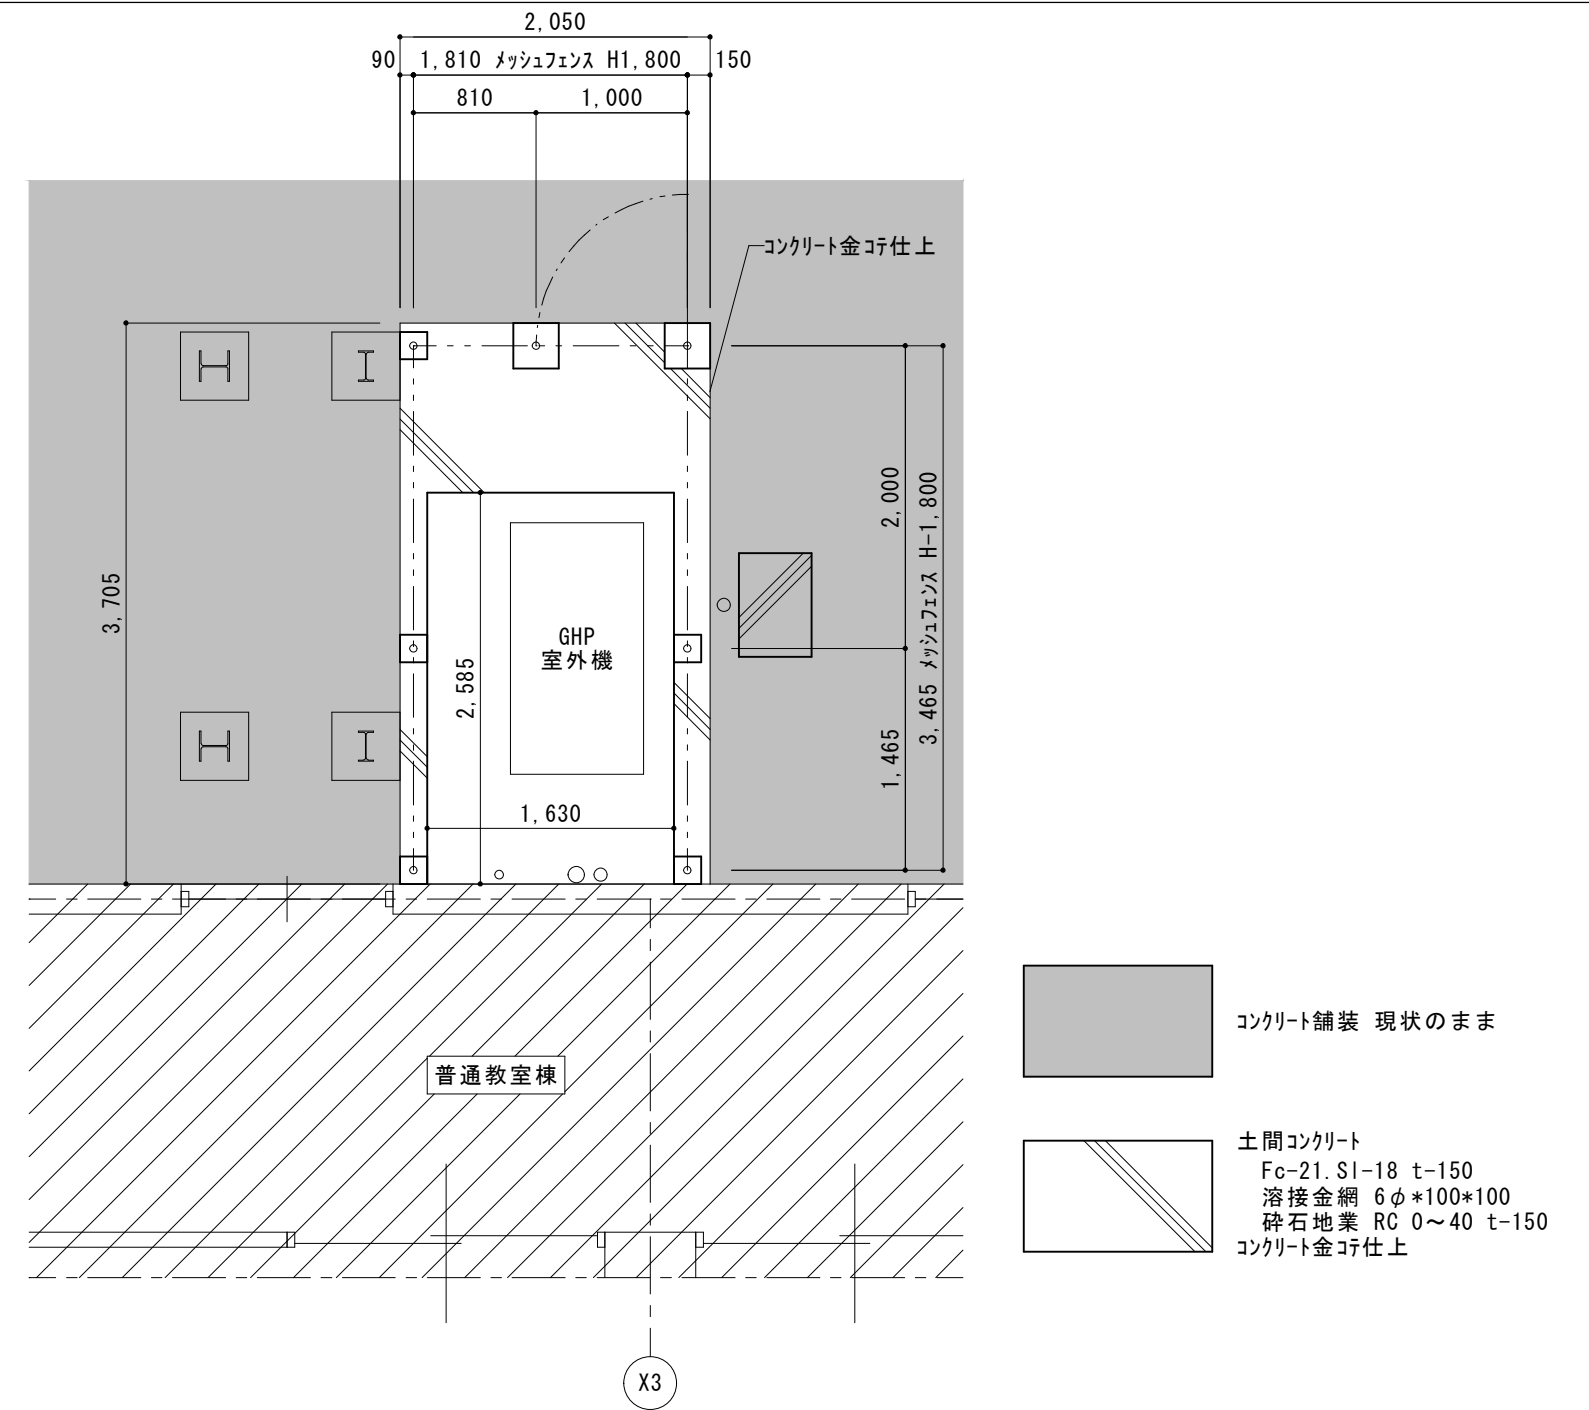 2,050
90 1,810 メッシュフェンス H1,800 150
810 1,000
コンクリート金コテ仕上
H I
2,000
3,465 メッシュフェンス H-1,800
3,705
GHP
室外機
2,585
1,465
H I
1,630
普通教室棟
コンクリート舗装 現状のまま
土間コンクリート
Fc-21.Sl-18 t-150
溶接金網 6φ*100*100
砕石地業 RC 0～40 t-150
コンクリート金コテ仕上
X3